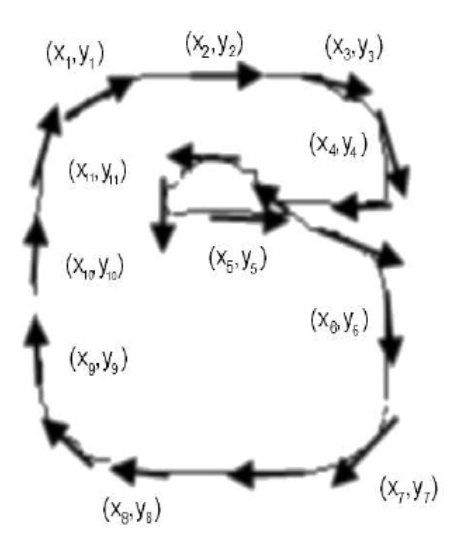 (x₁,y₁)
(x₂,y₂)
(x₃,y₃)
(x₄,y₄)
(x₁₁,y₁₁)
(x₅,y₅)
(x₁₀,y₁₀)
(x₆,y₆)
(x₉,y₉)
(x₇,y₇)
(x₈,y₈)